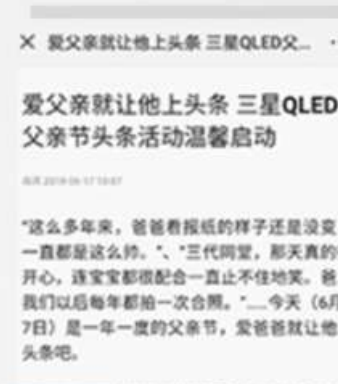 爱父亲就让他上头条 三星QLED父...
爱父亲就让他上头条 三星QLED
父亲节头条活动温馨启动
“这么多年来，爸爸看报纸的样子还是没变
一直都是这么帅。”、“三代同堂，那天真的
开心，连宝宝都很配合一直止不住地笑。爸
我们以后每年都拍一次合照。”……今天（6月
7日）是一年一度的父亲节，爱爸爸就让他
头条吧。